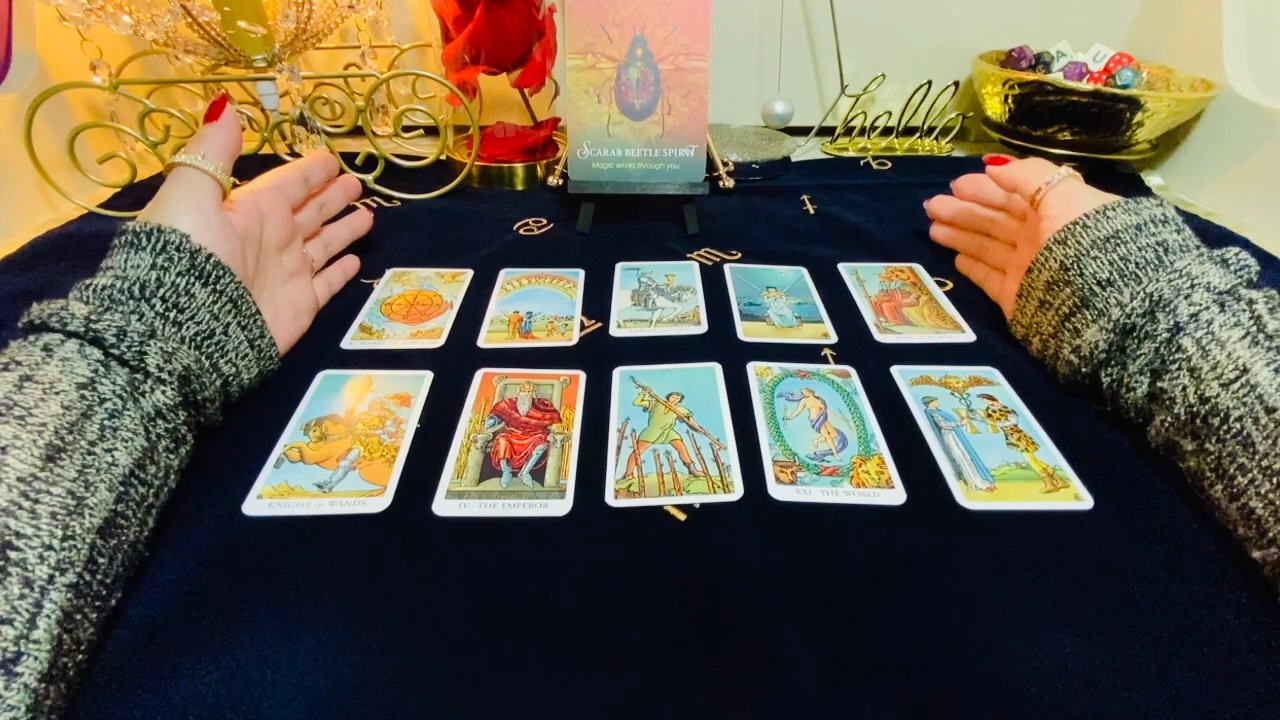 SCARAB BEETLE SPIRIT
Magic works through you
hello
A U
KNIGHT OF WANDS
IV · THE EMPEROR
XXI · THE WORLD